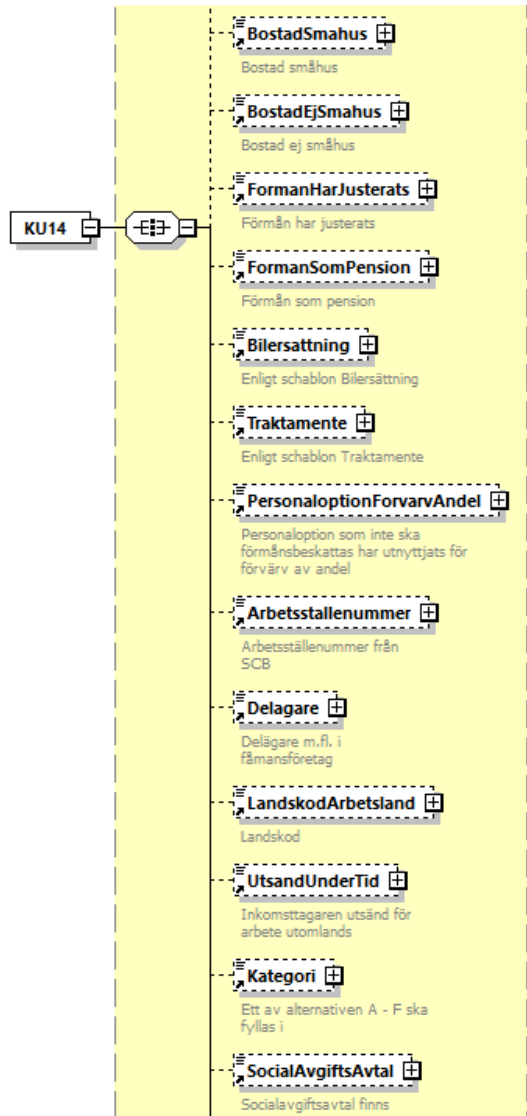 BostadSmahus
Bostad småhus
BostadEjSmahus
Bostad ej småhus
FormanHarJusterats
Förmån har justerats
KU14
FormanSomPension
Förmån som pension
Bilersattning
Enligt schablon Bilersättning
Traktamente
Enligt schablon Traktamente
PersonaloptionForvarvAndel
Personaloption som inte ska
förmånsbeskattas har utnyttjats för
förvärv av andel
Arbetsstallenummer
Arbetsställenummer från
SCB
Delagare
Delägare m.fl. i
fåmansföretag
LandskodArbetsland
Landskod
UtsandUnderTid
Inkomsttagaren utsänd för
arbete utomlands
Kategori
Ett av alternativen A - F ska
fyllas i
SocialAvgiftsAvtal
Socialavgiftsavtal finns